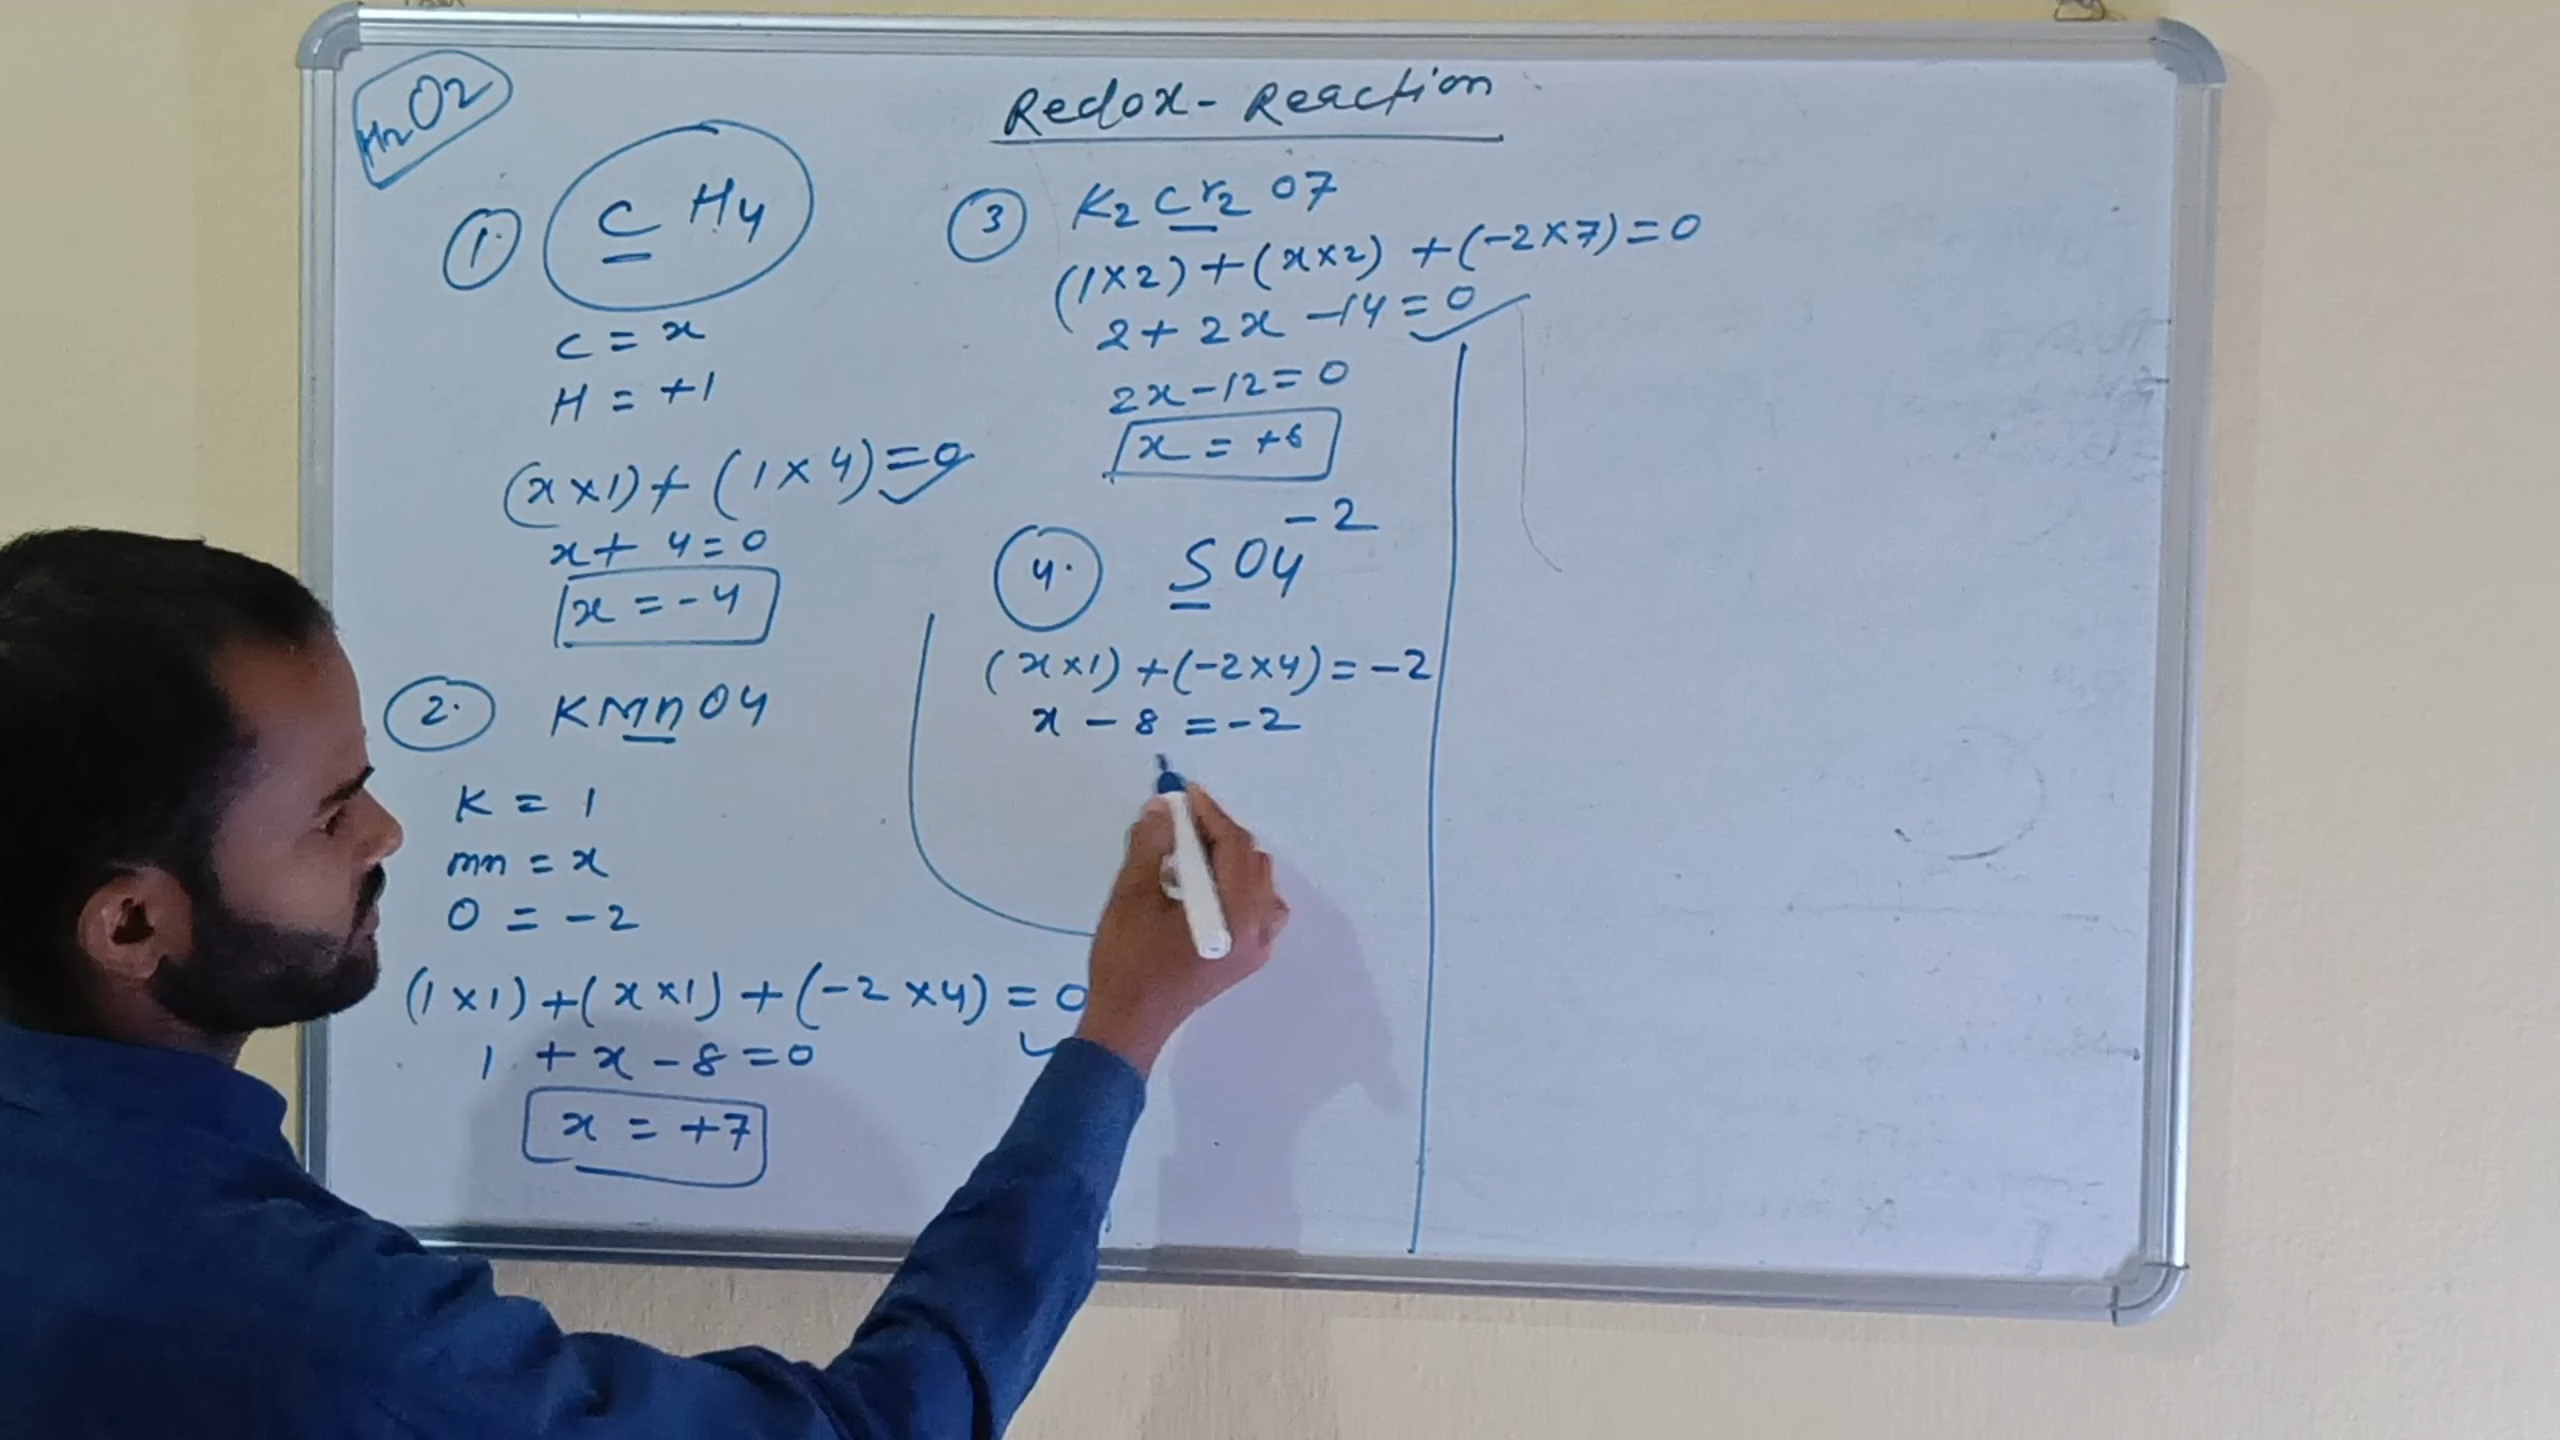 H2O2
Redox - Reaction
1. CH4
C = x
H = +1
(x×1) + (1×4) = 0
x + 4 = 0
x = -4
2. KMnO4
K = 1
mn = x
O = -2
(1×1) + (x×1) + (-2×4) = 0
1 + x - 8 = 0
x = +7
3 K2Cr2O7
(1×2) + (x×2) + (-2×7) = 0
2 + 2x - 14 = 0
2x - 12 = 0
x = +6
4. SO4-2
(x×1) + (-2×4) = -2
x - 8 = -2